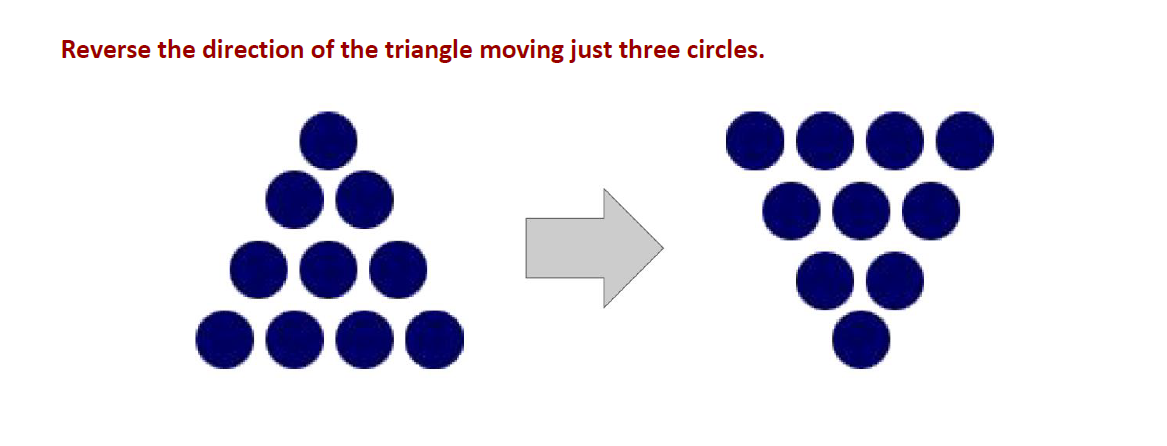 Reverse the direction of the triangle moving just three circles.